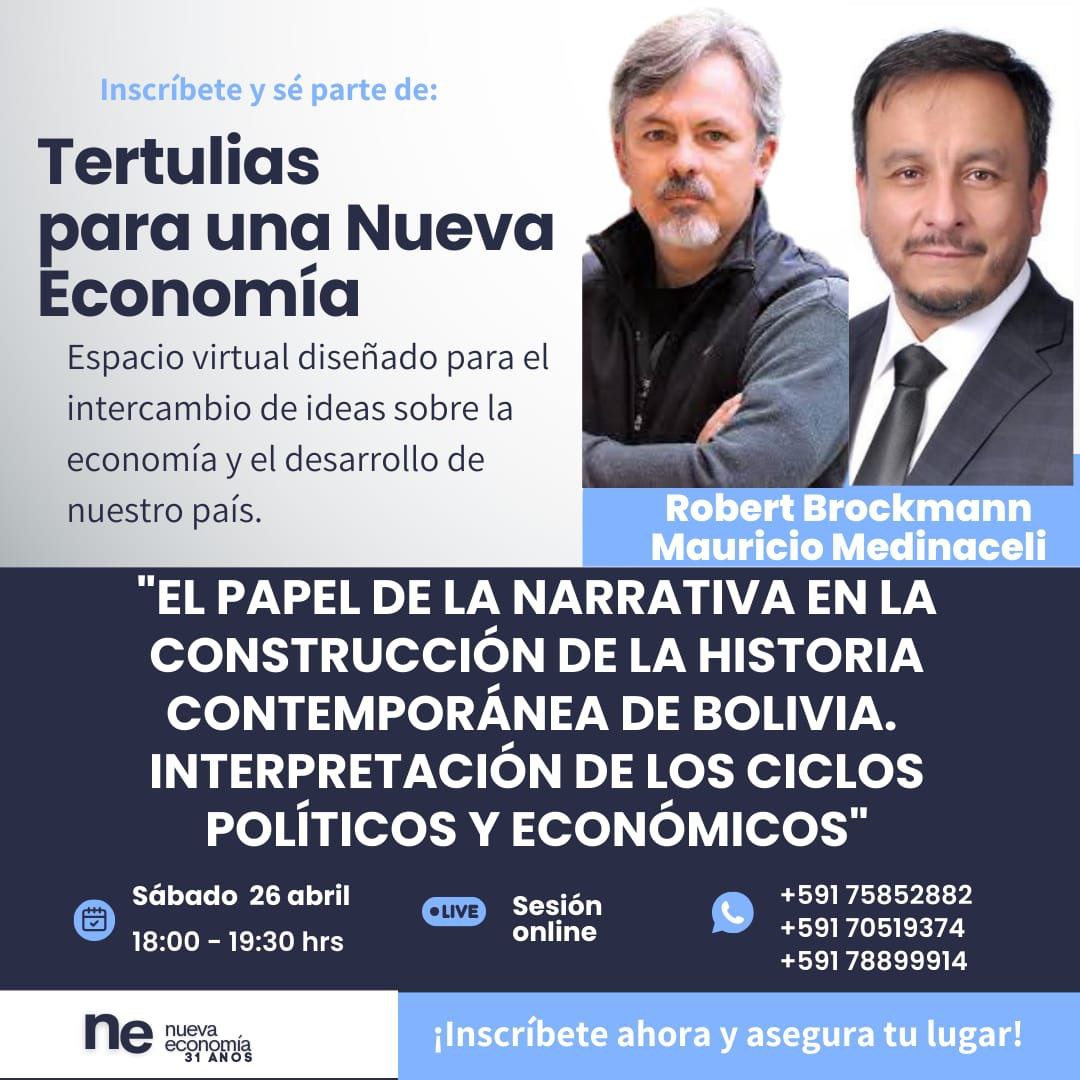 Inscríbete y sé parte de:
Tertulias
para una Nueva
Economía
Espacio virtual diseñado para el
intercambio de ideas sobre la
economía y el desarrollo de
nuestro país.
Robert Brockmann
Mauricio Medinaceli
"EL PAPEL DE LA NARRATIVA EN LA
CONSTRUCCIÓN DE LA HISTORIA
CONTEMPORÁNEA DE BOLIVIA.
INTERPRETACIÓN DE LOS CICLOS
POLÍTICOS Y ECONÓMICOS"
Sábado 26 abril
18:00 - 19:30 hrs
LIVE
Sesión
online
+591 75852882
+591 70519374
+591 78899914
ne
nueva
economía
31 AÑOS
¡Inscríbete ahora y asegura tu lugar!